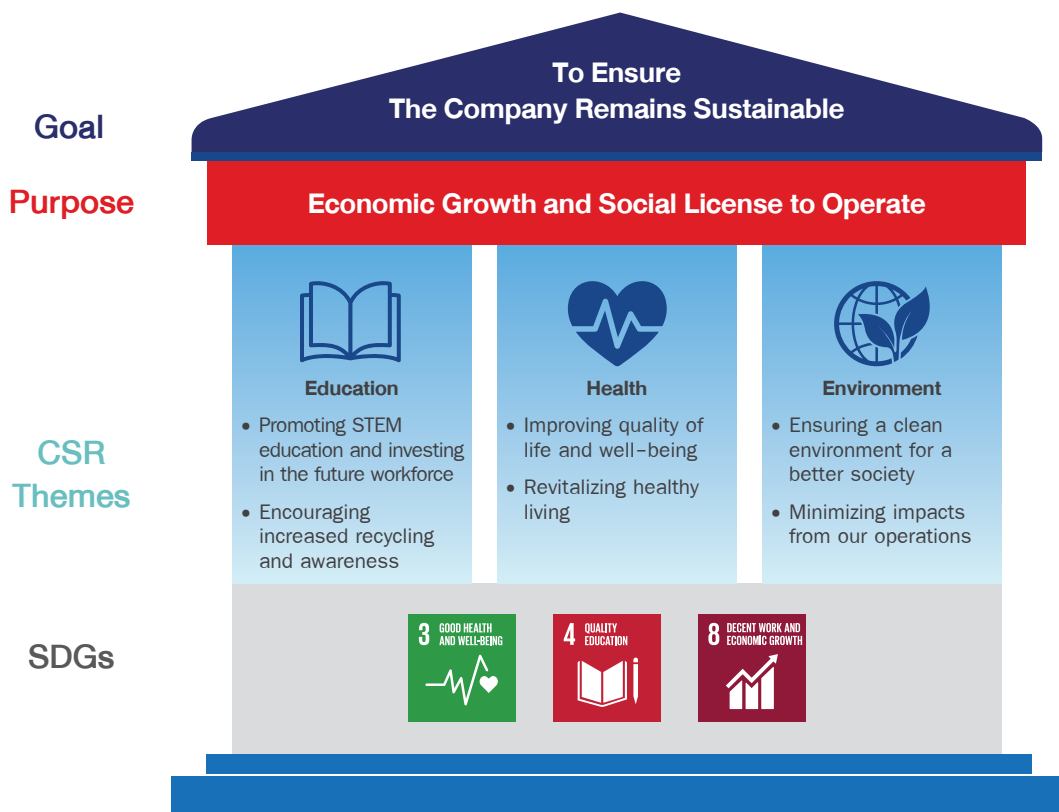 To Ensure
The Company Remains Sustainable
Goal
Purpose
Economic Growth and Social License to Operate
CSR
Themes
Education
• Promoting STEM
education and investing
in the future workforce
• Encouraging
increased recycling
and awareness
Health
• Improving quality of
life and well-being
• Revitalizing healthy
living
Environment
• Ensuring a clean
environment for a
better society
• Minimizing impacts
from our operations
SDGs
3 GOOD HEALTH
AND WELL-BEING
4 QUALITY
EDUCATION
8 DECENT WORK AND
ECONOMIC GROWTH